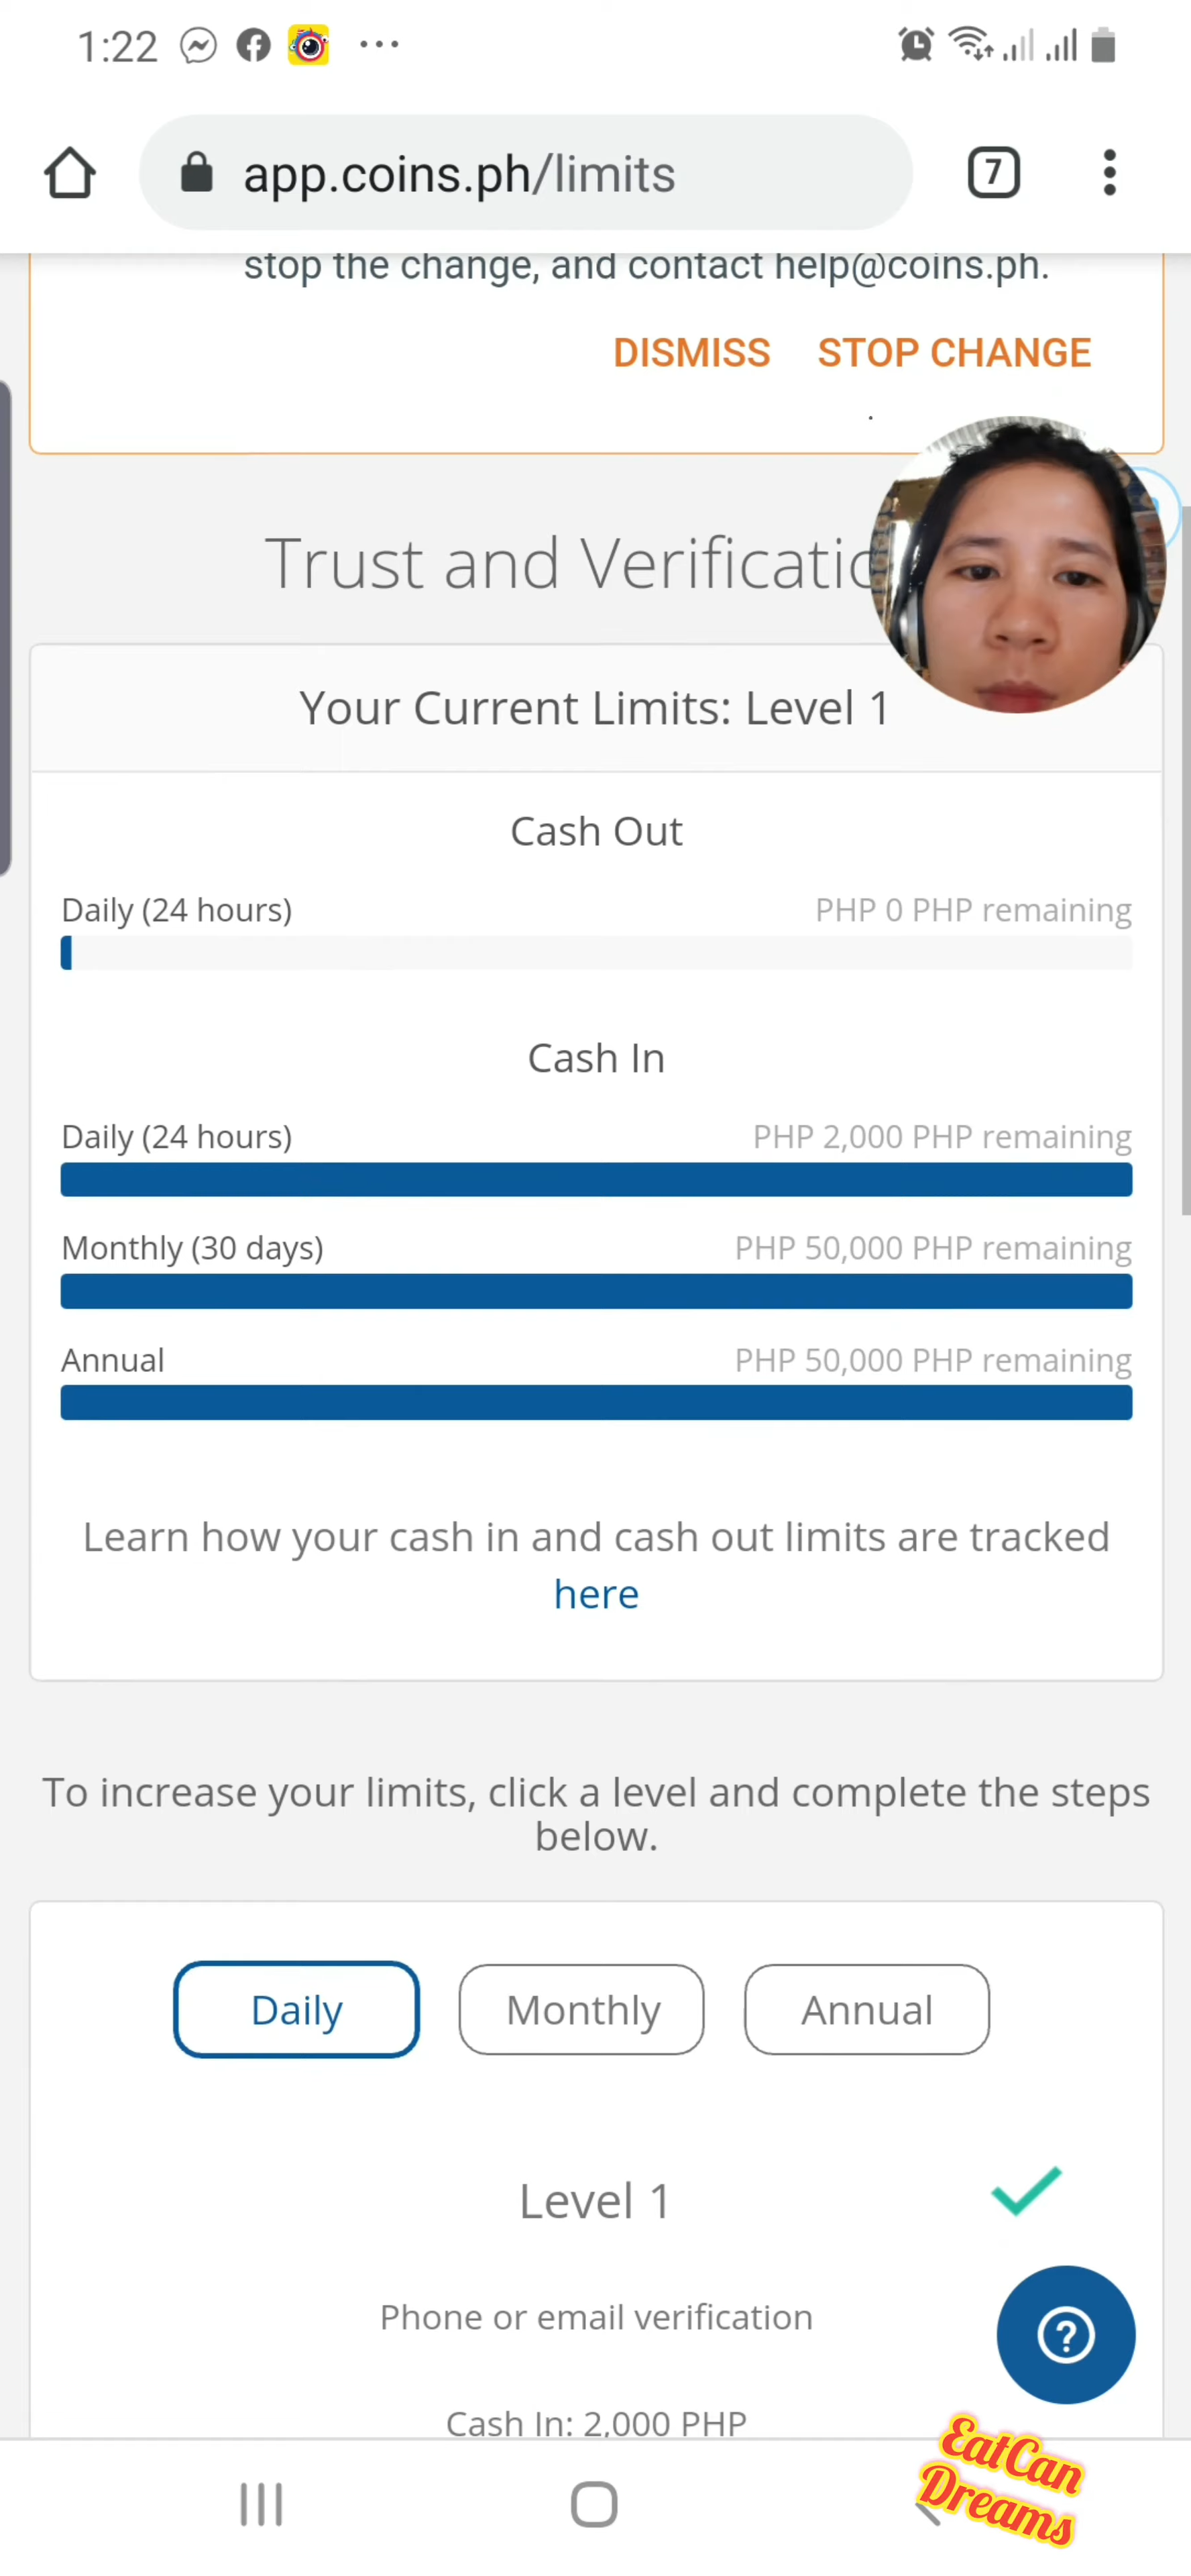 1:22
app.coins.ph/limits
7
stop the change, and contact help@coins.ph.
DISMISS STOP CHANGE
Trust and Verificatio
Your Current Limits: Level 1
Cash Out
Daily (24 hours) PHP 0 PHP remaining
Cash In
Daily (24 hours) PHP 2,000 PHP remaining
Monthly (30 days) PHP 50,000 PHP remaining
Annual PHP 50,000 PHP remaining
Learn how your cash in and cash out limits are tracked
here
To increase your limits, click a level and complete the steps
below.
Daily Monthly Annual
Level 1
Phone or email verification
?
Cash In: 2,000 PHP
EatCan
Dreams